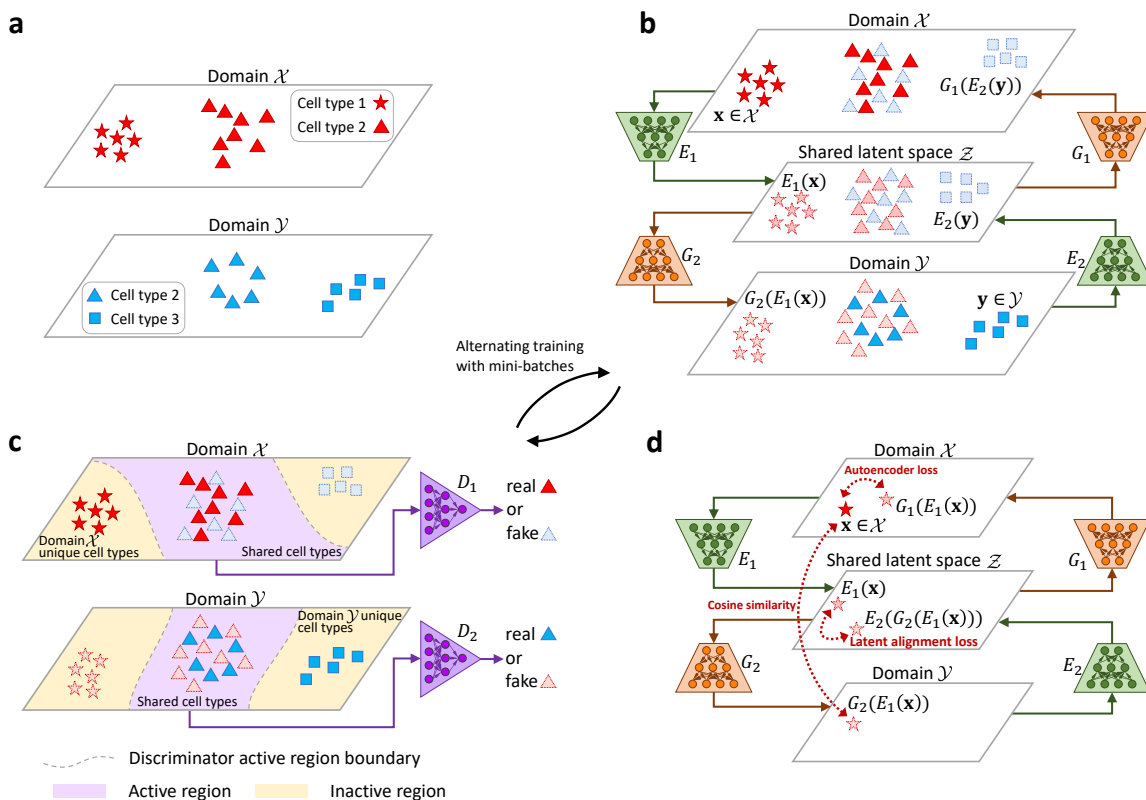 a
Domain 𝒳
Cell type 1
Cell type 2
Domain 𝒴
Cell type 2
Cell type 3
b
Domain 𝒳
G₁(E₂(𝐲))
𝐱 ∈ 𝒳
E₁
G₁
Shared latent space 𝒵
E₁(𝐱)
E₂(𝐲)
G₂
E₂
Domain 𝒴
G₂(E₁(𝐱))
𝐲 ∈ 𝒴
Alternating training
with mini-batches
c
Domain 𝒳
Domain 𝒳
unique cell types
Shared cell types
D₁
real
or
fake
Domain 𝒴
Domain 𝒴 unique
cell types
Shared cell types
D₂
real
or
fake
Discriminator active region boundary
Active region
Inactive region
d
Domain 𝒳
Autoencoder loss
G₁(E₁(𝐱))
𝐱 ∈ 𝒳
E₁
G₁
Shared latent space 𝒵
E₁(𝐱)
Cosine similarity
E₂(G₂(E₁(𝐱)))
Latent alignment loss
G₂
E₂
Domain 𝒴
G₂(E₁(𝐱))